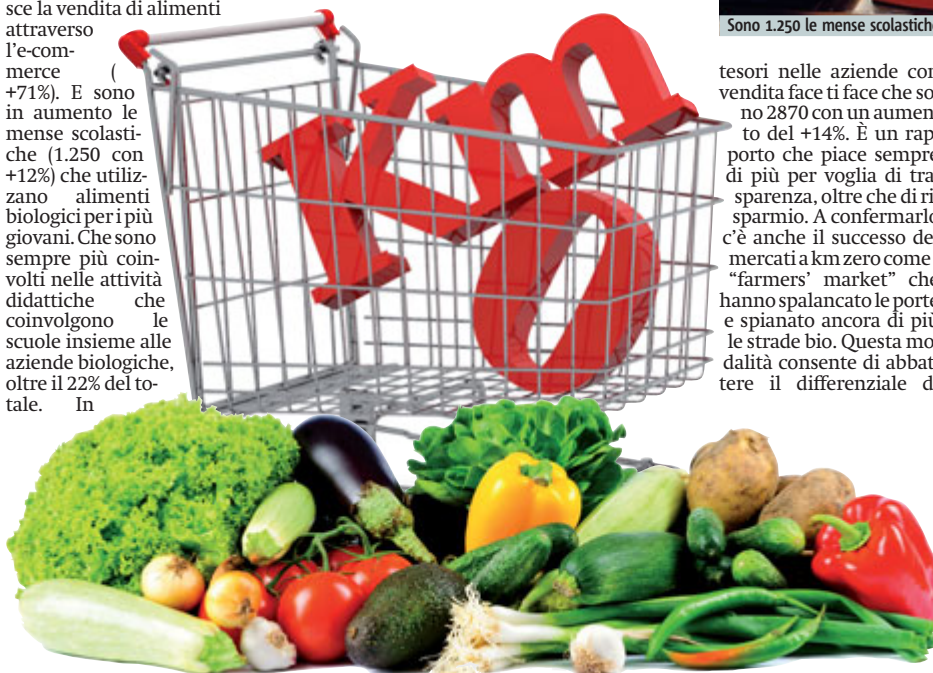 sce la vendita di alimenti
attraverso
l'e-com-
merce (
+71%). E sono
in aumento le
mense scolasti-
che (1.250 con
+12%) che utiliz-
zano alimenti
biologici per i più
giovani. Che sono
sempre più coin-
volti nelle attività
didattiche che
coinvolgono le
scuole insieme alle
aziende biologiche,
oltre il 22% del to-
tale. In
Km
0
Sono 1.250 le mense scolastiche
tesori nelle aziende con
vendita face ti face che so
no 2870 con un aumen
to del +14%. È un rap
porto che piace sempre
di più per voglia di tra
sparenza, oltre che di ri
sparmio. A confermarlo
c'è anche il successo de
mercati a km zero come
"farmers' market" che
hanno spalancato le porte
e spianato ancora di più
le strade bio. Questa mo
dalità consente di abbat
tere il differenziale d